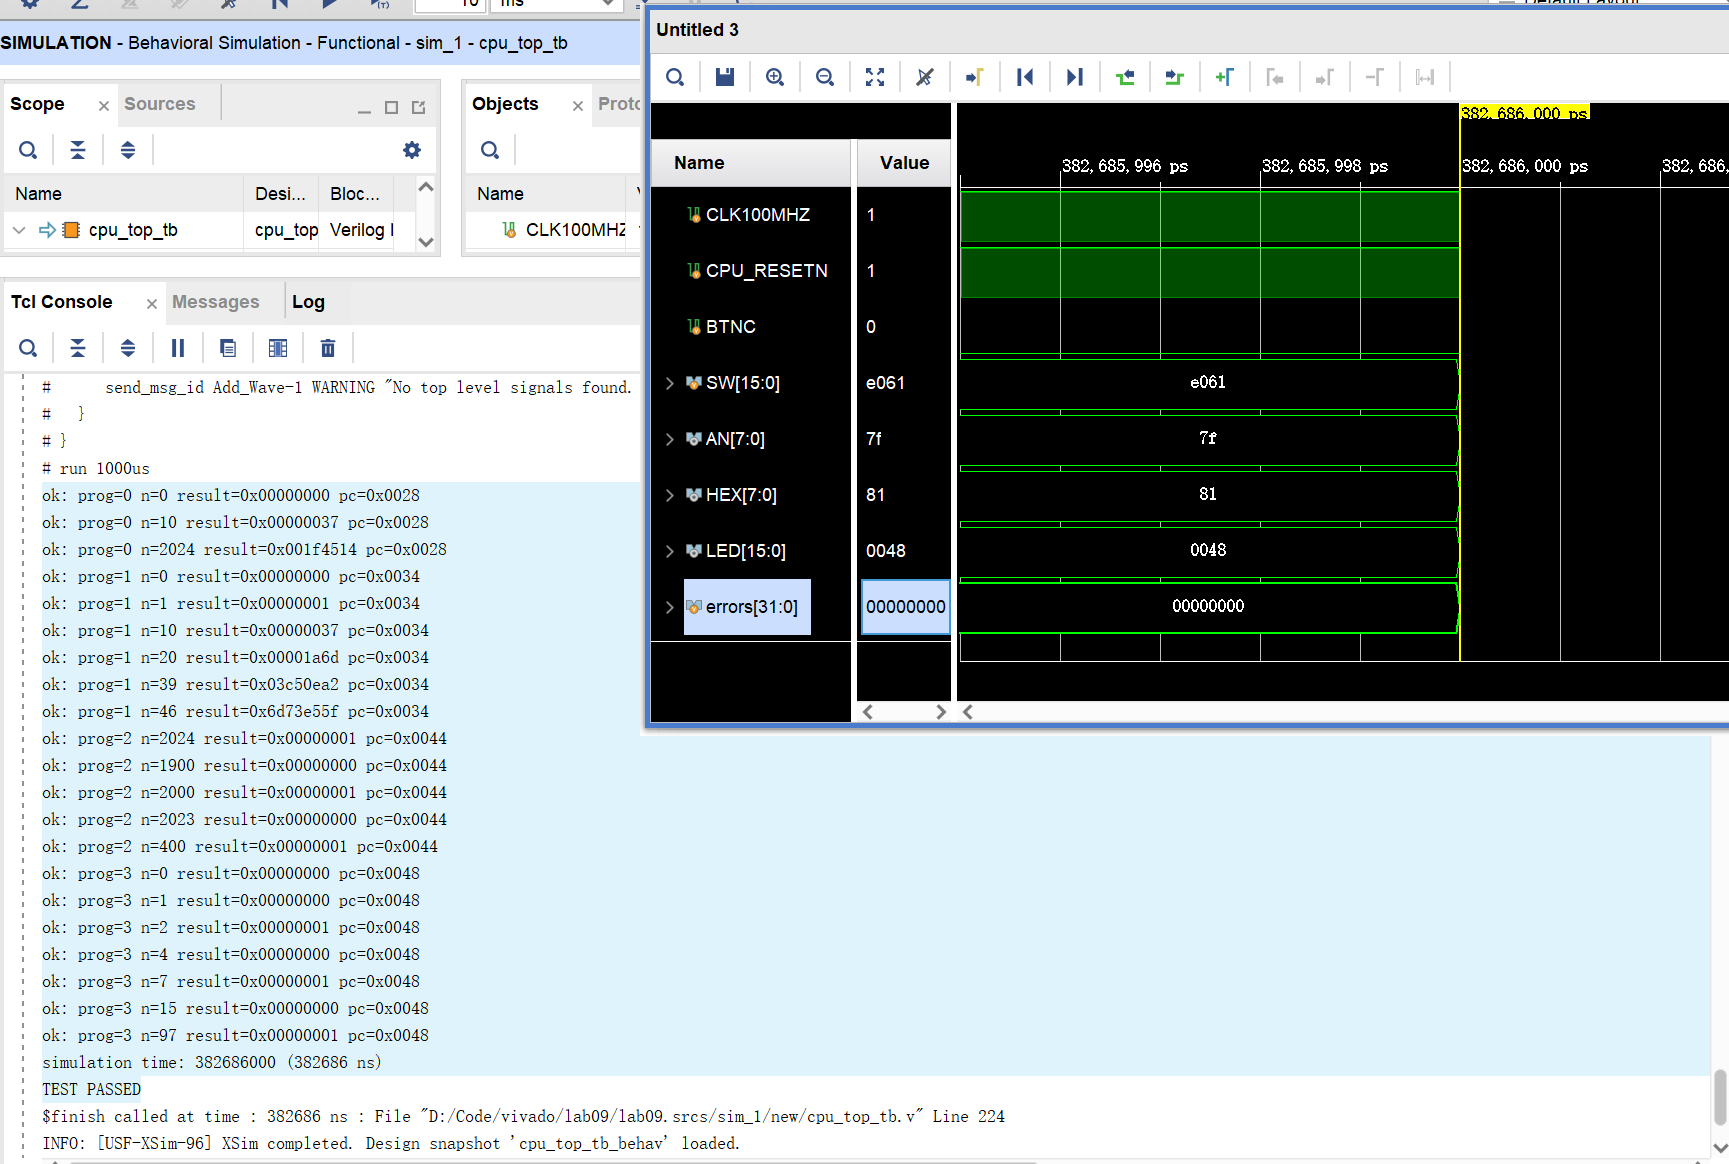 10 ms
Default Layout
SIMULATION - Behavioral Simulation - Functional - sim_1 - cpu_top_tb
Scope × Sources
Name Desi... Bloc...
cpu_top_tb cpu_top Verilog
Objects ×
Name
CLK100MHZ
Tcl Console × Messages Log
# send_msg_id Add_Wave-1 WARNING "No top level signals found.
# }
# }
# run 1000us
ok: prog=0 n=0 result=0x00000000 pc=0x0028
ok: prog=0 n=10 result=0x00000037 pc=0x0028
ok: prog=0 n=2024 result=0x001f4514 pc=0x0028
ok: prog=1 n=0 result=0x00000000 pc=0x0034
ok: prog=1 n=1 result=0x00000001 pc=0x0034
ok: prog=1 n=10 result=0x00000037 pc=0x0034
ok: prog=1 n=20 result=0x00001a6d pc=0x0034
ok: prog=1 n=39 result=0x03c50ea2 pc=0x0034
ok: prog=1 n=46 result=0x6d73e55f pc=0x0034
ok: prog=2 n=2024 result=0x00000001 pc=0x0044
ok: prog=2 n=1900 result=0x00000000 pc=0x0044
ok: prog=2 n=2000 result=0x00000001 pc=0x0044
ok: prog=2 n=2023 result=0x00000000 pc=0x0044
ok: prog=2 n=400 result=0x00000001 pc=0x0044
ok: prog=3 n=0 result=0x00000000 pc=0x0048
ok: prog=3 n=1 result=0x00000000 pc=0x0048
ok: prog=3 n=2 result=0x00000001 pc=0x0048
ok: prog=3 n=4 result=0x00000000 pc=0x0048
ok: prog=3 n=7 result=0x00000001 pc=0x0048
ok: prog=3 n=15 result=0x00000000 pc=0x0048
ok: prog=3 n=97 result=0x00000001 pc=0x0048
simulation time: 382686000 (382686 ns)
TEST PASSED
$finish called at time : 382686 ns : File "D:/Code/vivado/lab09/lab09.srcs/sim_1/new/cpu_top_tb.v" Line 224
INFO: [USF-XSim-96] XSim completed. Design snapshot 'cpu_top_tb_behav' loaded.
Untitled 3
382,686,000 ps
Name Value
382,685,996 ps 382,685,998 ps 382,686,000 ps 382,686,
CLK100MHZ 1
CPU_RESETN 1
BTNC 0
SW[15:0] e061 e061
AN[7:0] 7f 7f
HEX[7:0] 81 81
LED[15:0] 0048 0048
errors[31:0] 00000000 00000000